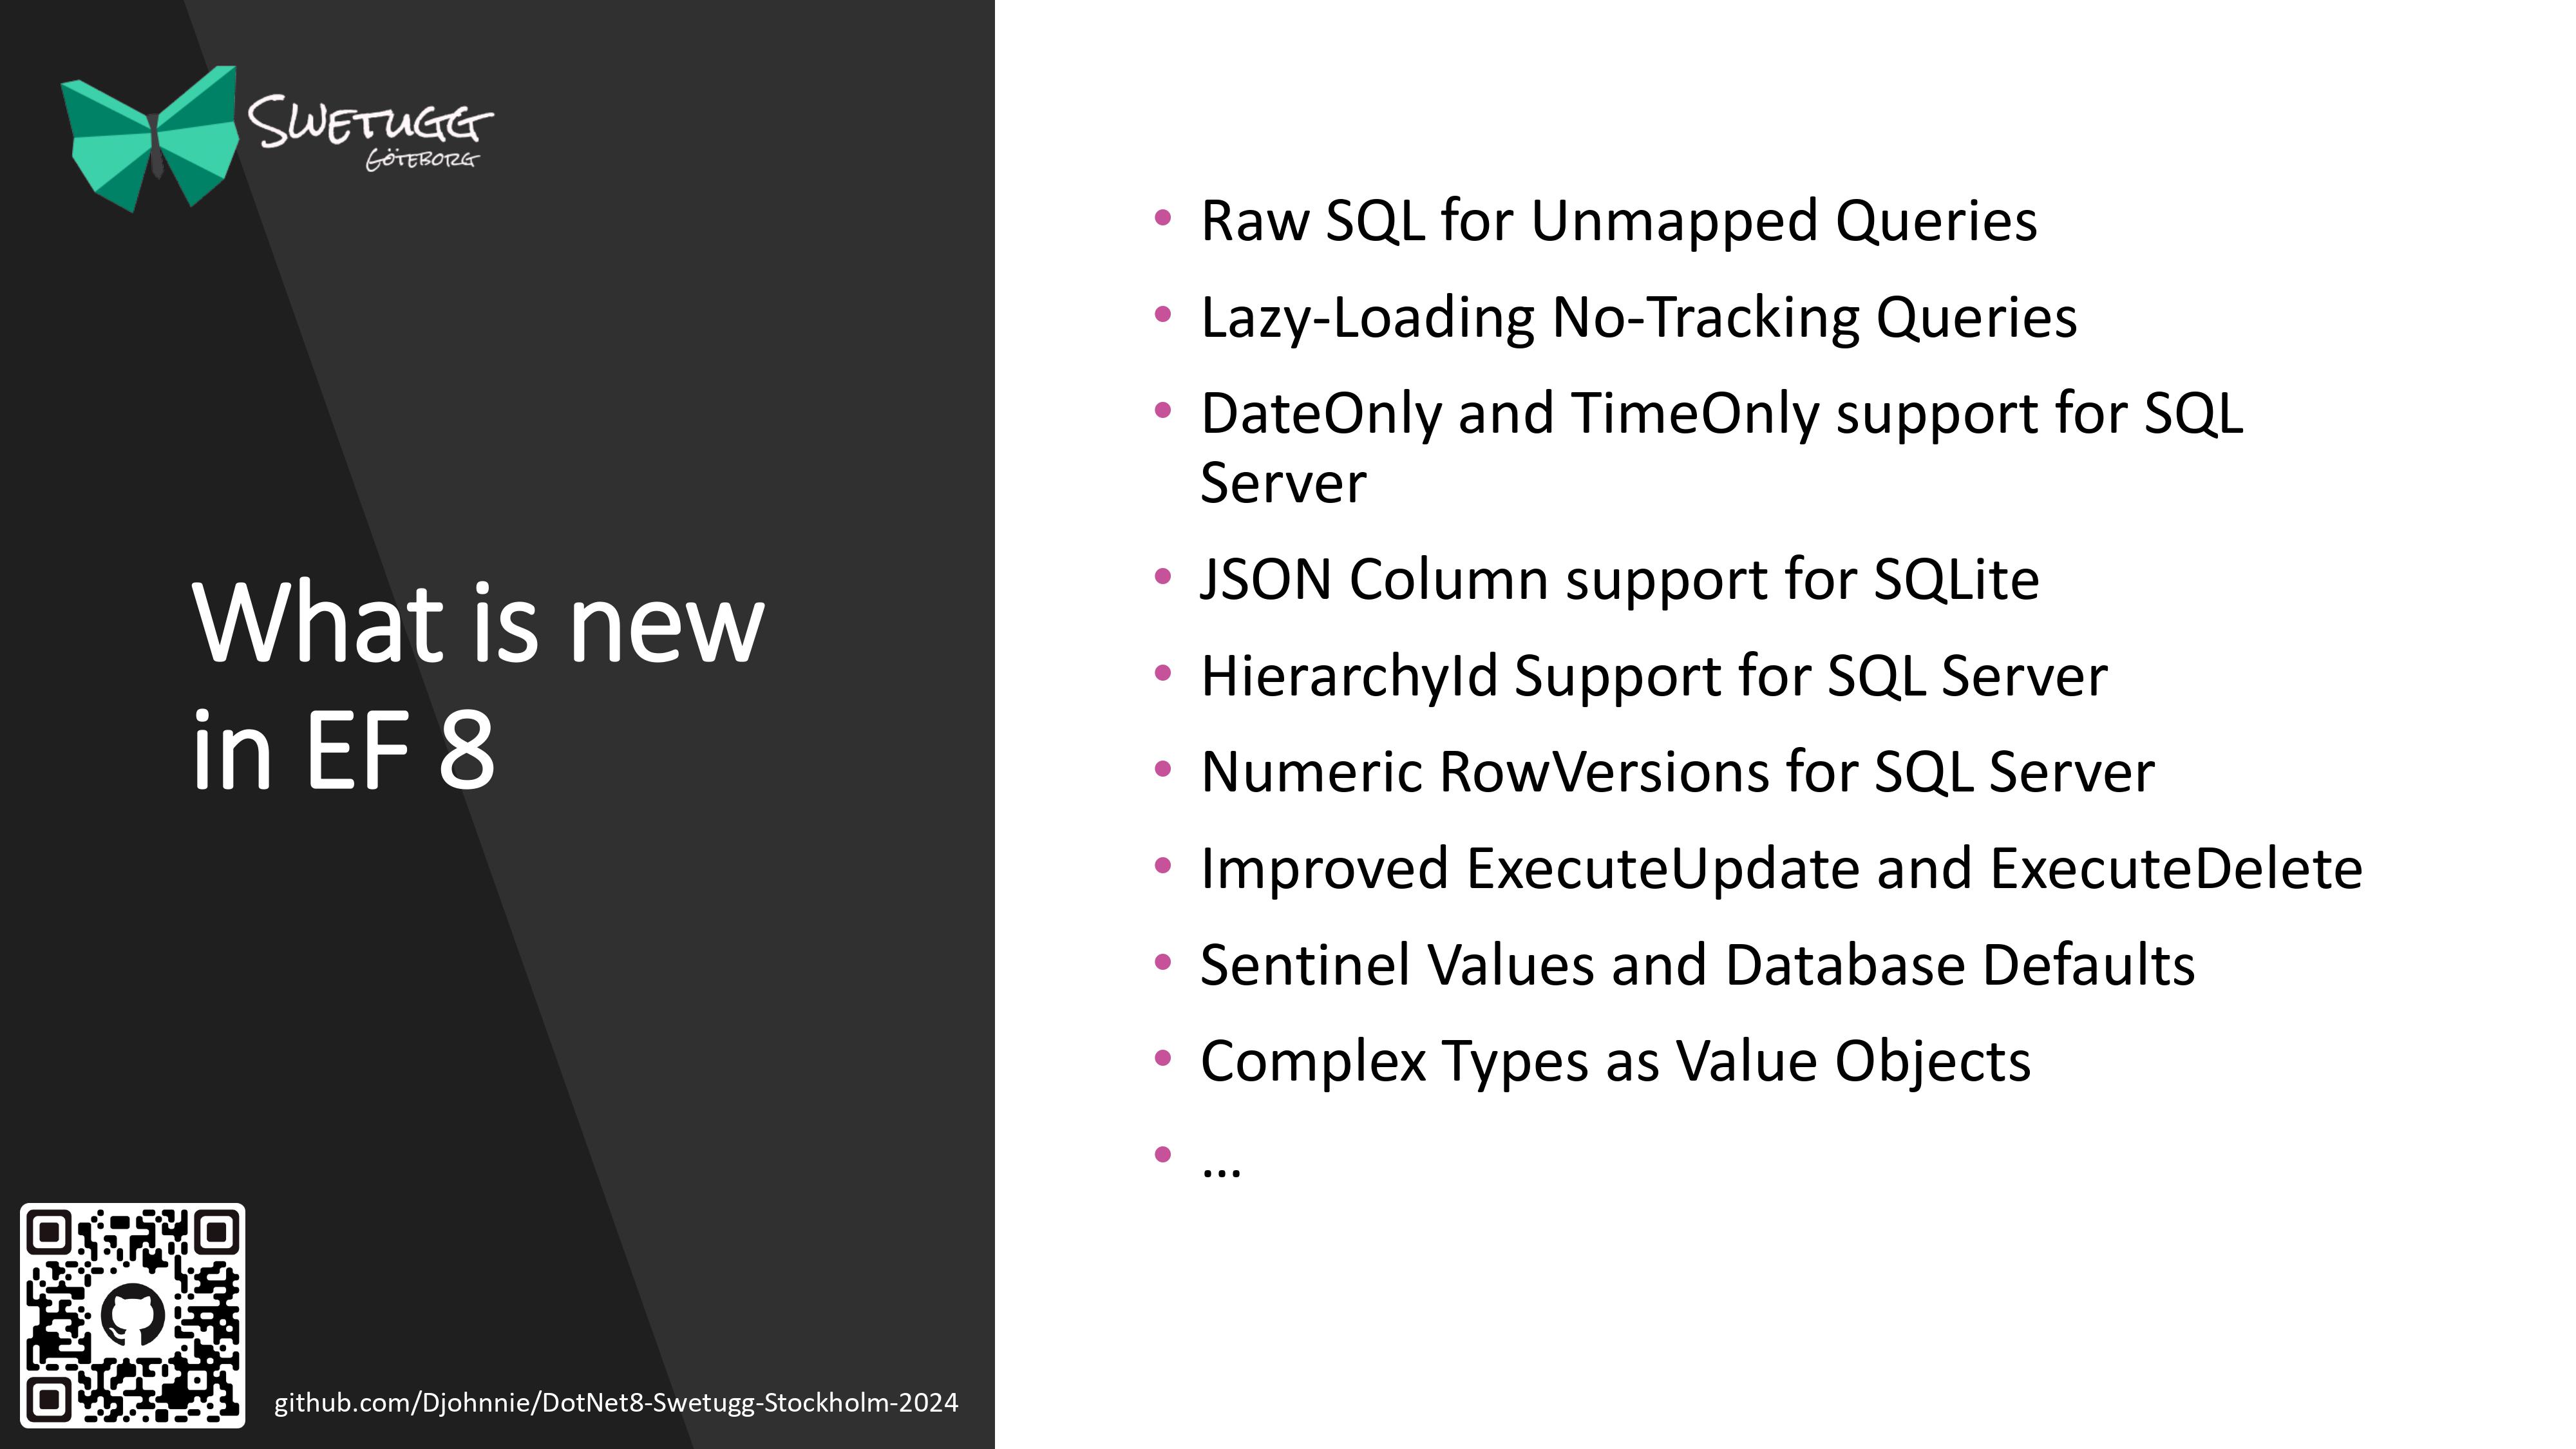 SWETUGG
GÖTEBORG
What is new
in EF 8
github.com/Djohnnie/DotNet8-Swetugg-Stockholm-2024
• Raw SQL for Unmapped Queries
• Lazy-Loading No-Tracking Queries
• DateOnly and TimeOnly support for SQL
Server
• JSON Column support for SQLite
• HierarchyId Support for SQL Server
• Numeric RowVersions for SQL Server
• Improved ExecuteUpdate and ExecuteDelete
• Sentinel Values and Database Defaults
• Complex Types as Value Objects
• ...